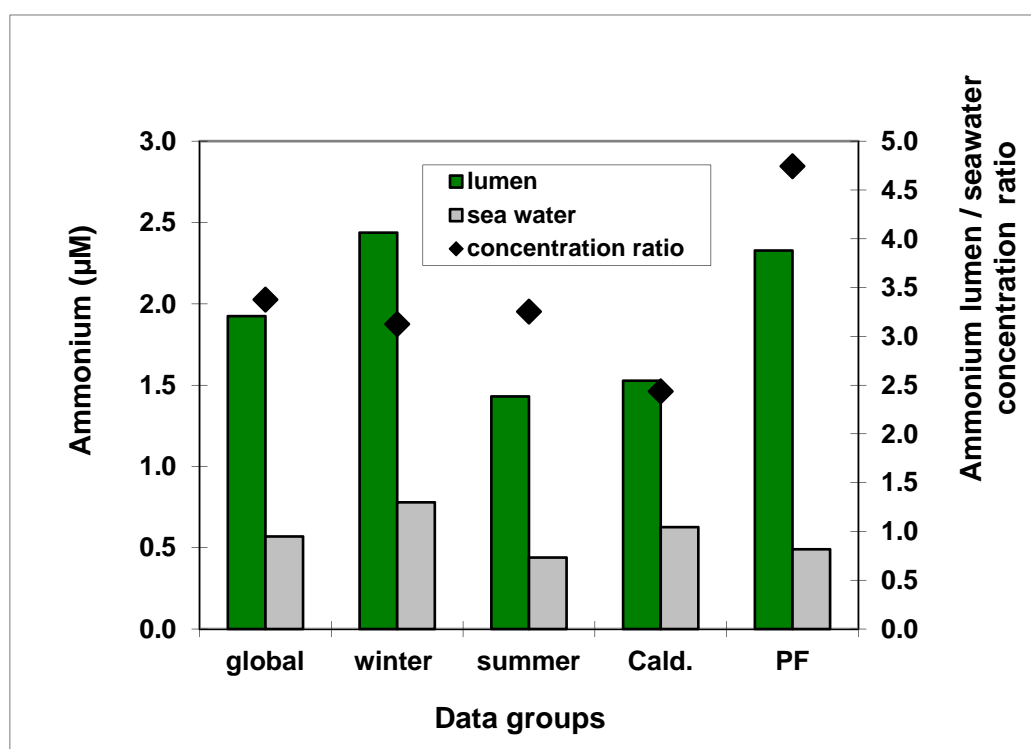 Ammonium (µM)
3.0
2.5
2.0
1.5
1.0
0.5
0.0
lumen
sea water
concentration ratio
5.0
4.5
4.0
3.5
3.0
2.5
2.0
1.5
1.0
0.5
0.0
Ammonium lumen / seawater
concentration ratio
global winter summer Cald. PF
Data groups